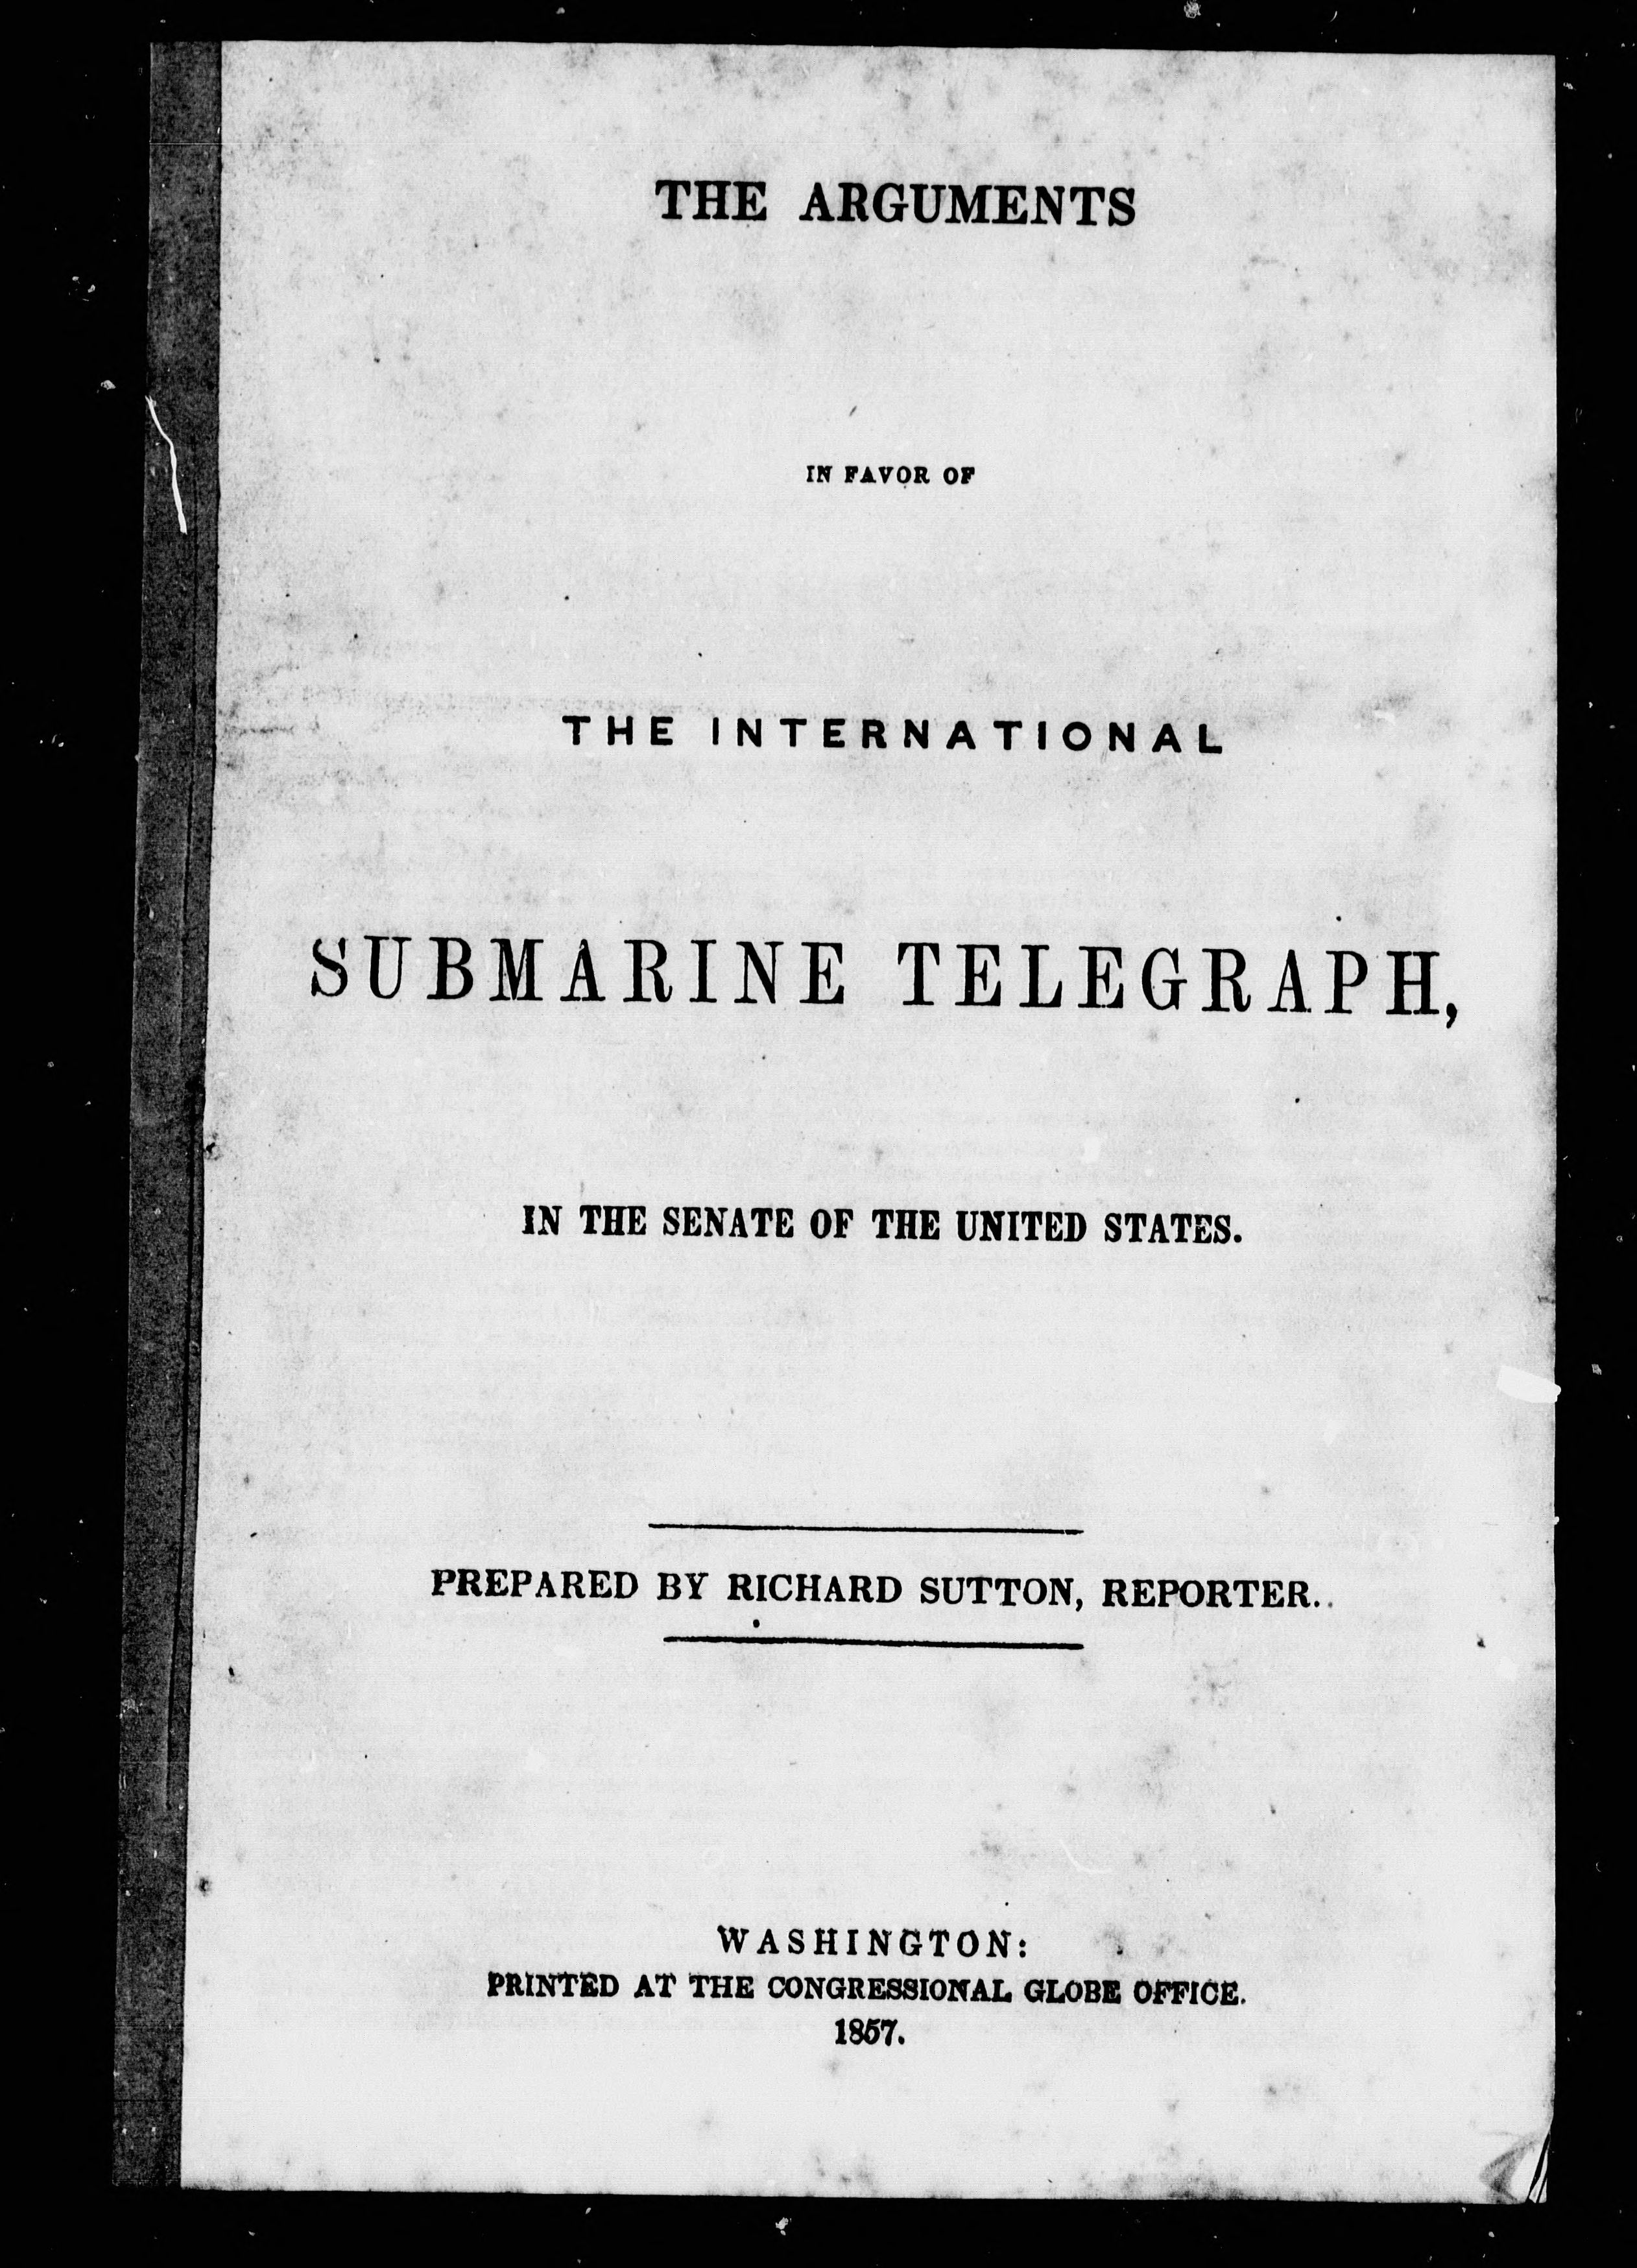 THE ARGUMENTS
IN FAVOR OF
THE INTERNATIONAL
SUBMARINE TELEGRAPH,
IN THE SENATE OF THE UNITED STATES.
PREPARED BY RICHARD SUTTON, REPORTER.
WASHINGTON:
PRINTED AT THE CONGRESSIONAL GLOBE OFFICE.
1857.